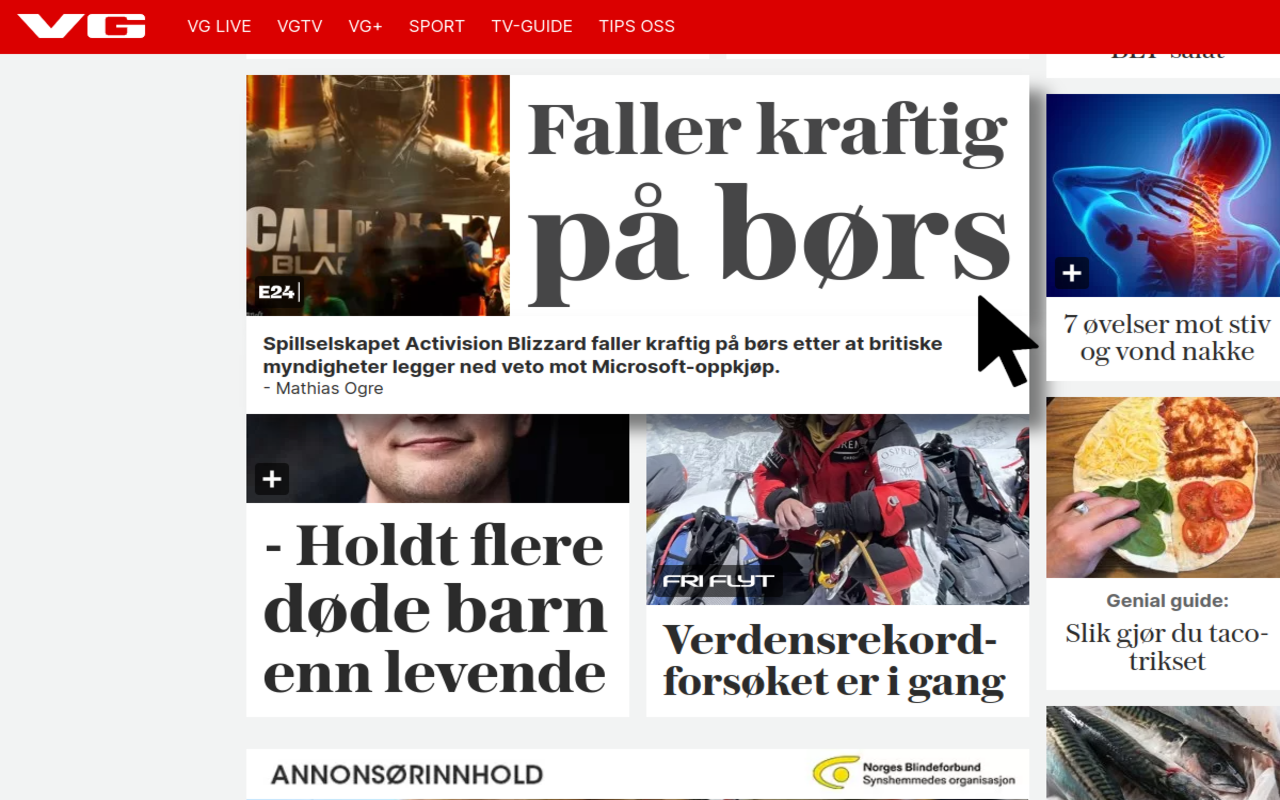 VG
VG LIVE
VGTV
VG+
SPORT
TV-GUIDE
TIPS OSS
Faller kraftig
på børs
CALL OF DUTY
BLAC
E24
Spillselskapet Activision Blizzard faller kraftig på børs etter at britiske
myndigheter legger ned veto mot Microsoft-oppkjøp.
- Mathias Ogre
+
- Holdt flere
døde barn
enn levende
OSPREY
FRI FLYT
Verdensrekord-
forsøket er i gang
ANNONSØRINNHOLD
Norges Blindeforbund
Synshemmedes organisasjon
+
7 øvelser mot stiv
og vond nakke
Genial guide:
Slik gjør du taco-
trikset